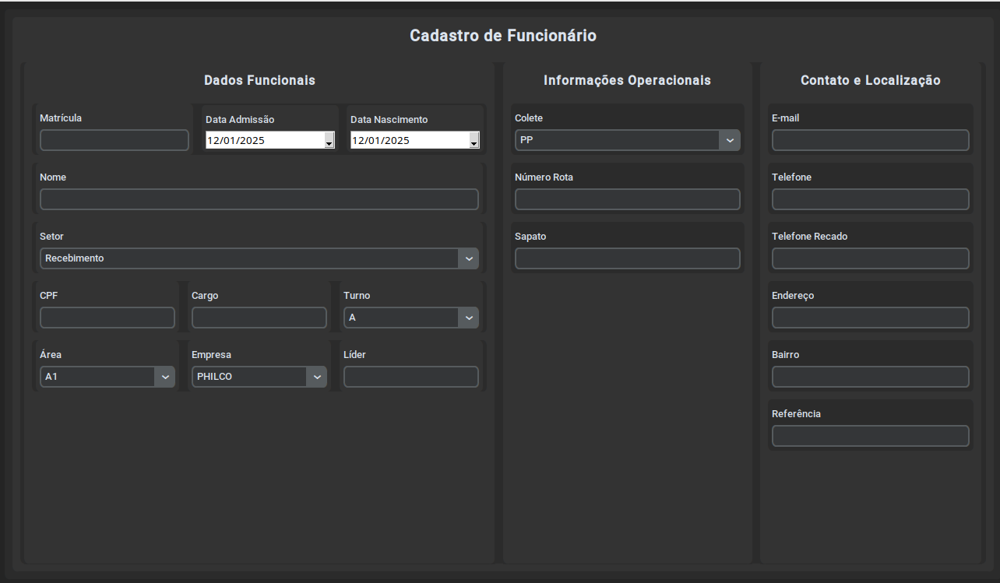 Cadastro de Funcionário
Dados Funcionais
Matrícula
Data Admissão
Data Nascimento
12/01/2025
12/01/2025
Nome
Setor
Recebimento
CPF
Cargo
Turno
A
Área
Empresa
Líder
A1
PHILCO
Informações Operacionais
Colete
PP
Número Rota
Sapato
Contato e Localização
E-mail
Telefone
Telefone Recado
Endereço
Bairro
Referência